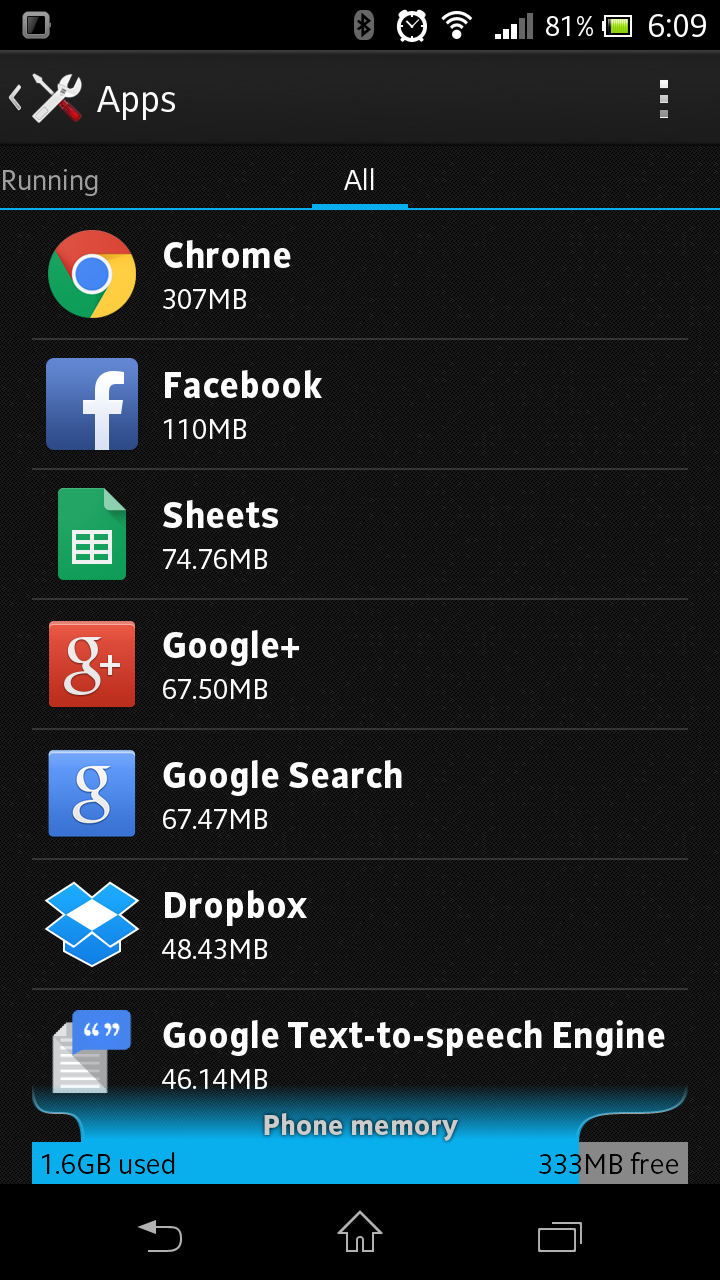 81% 6:09
Apps
Running All
Chrome
307MB
f
Facebook
110MB
Sheets
74.76MB
g+
Google+
67.50MB
g
Google Search
67.47MB
Dropbox
48.43MB
“ ”
Google Text-to-speech Engine
46.14MB
Phone memory
1.6GB used 333MB free